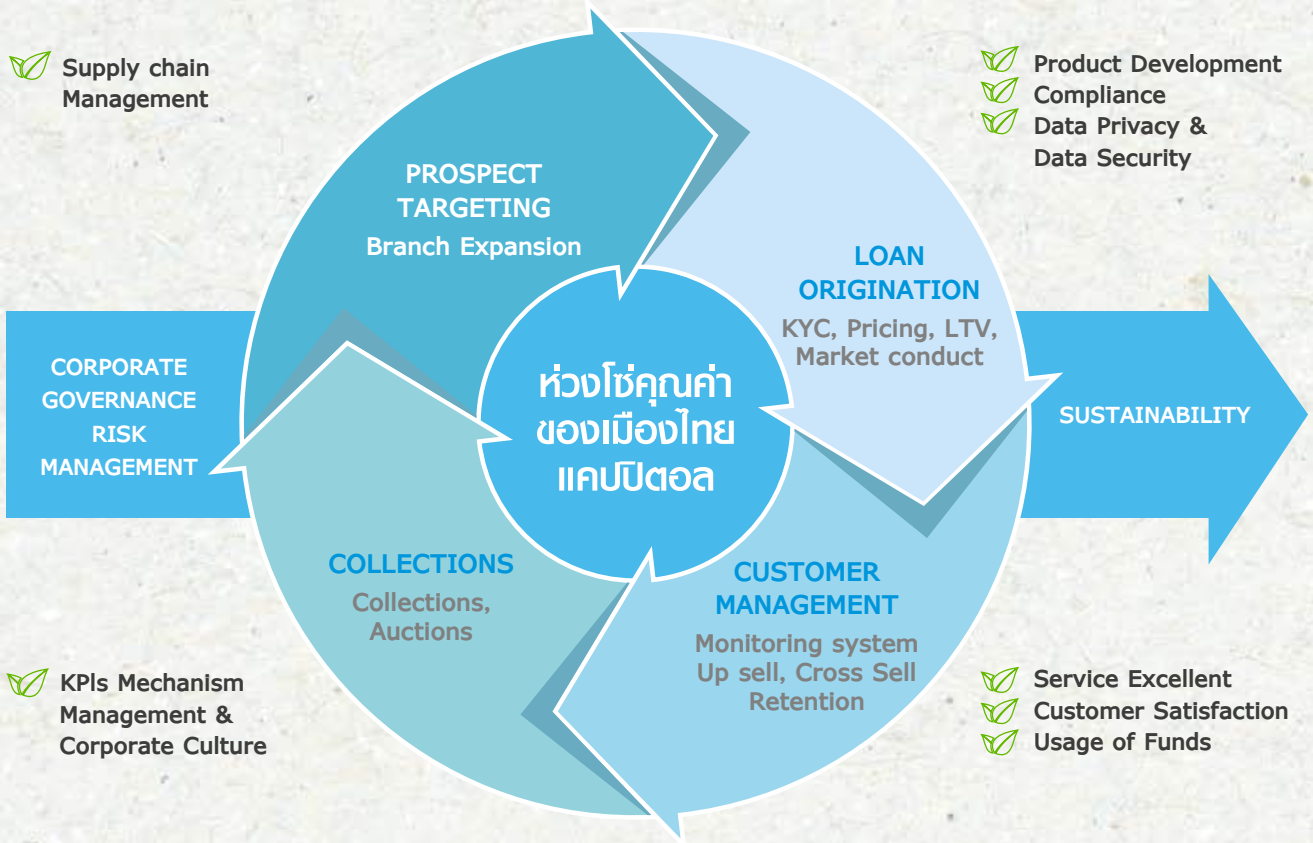 Supply chain
Management
Product Development
Compliance
Data Privacy &
Data Security
PROSPECT
TARGETING
Branch Expansion
LOAN
ORIGINATION
KYC, Pricing, LTV,
Market conduct
CORPORATE
GOVERNANCE
RISK
MANAGEMENT
ห่วงโซ่คุณค่า
ของเมืองไทย
แคปปิตอล
SUSTAINABILITY
COLLECTIONS
Collections,
Auctions
CUSTOMER
MANAGEMENT
Monitoring system
Up sell, Cross Sell
Retention
KPIs Mechanism
Management &
Corporate Culture
Service Excellent
Customer Satisfaction
Usage of Funds